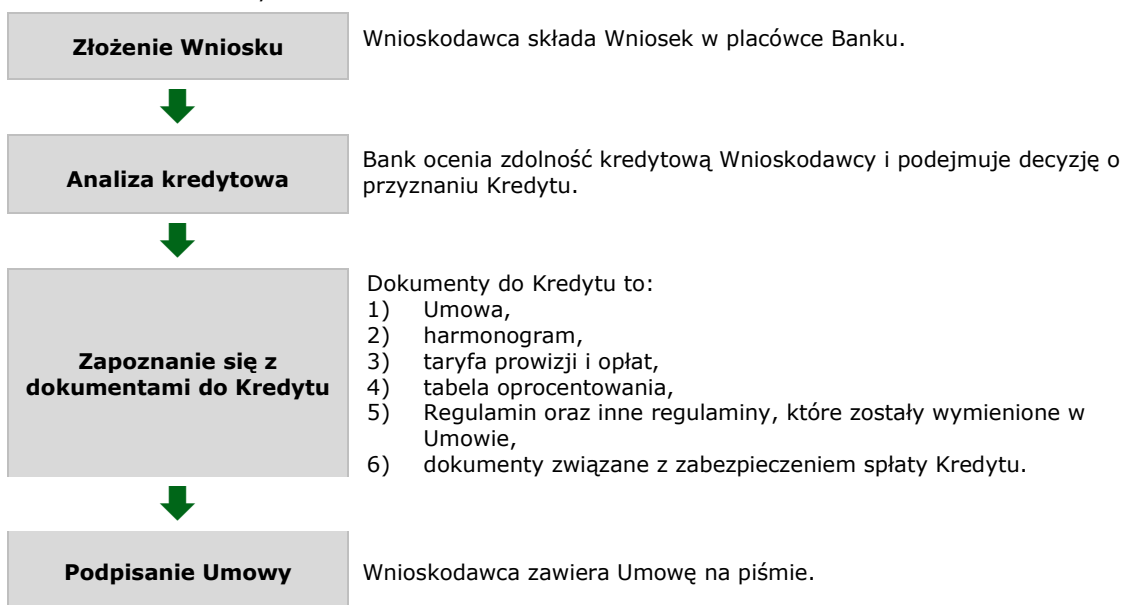 Złożenie Wniosku
Wnioskodawca składa Wniosek w placówce Banku.
Analiza kredytowa
Bank ocenia zdolność kredytową Wnioskodawcy i podejmuje decyzję o
przyznaniu Kredytu.
Zapoznanie się z
dokumentami do Kredytu
Dokumenty do Kredytu to:
1) Umowa,
2) harmonogram,
3) taryfa prowizji i opłat,
4) tabela oprocentowania,
5) Regulamin oraz inne regulaminy, które zostały wymienione w
Umowie,
6) dokumenty związane z zabezpieczeniem spłaty Kredytu.
Podpisanie Umowy
Wnioskodawca zawiera Umowę na piśmie.